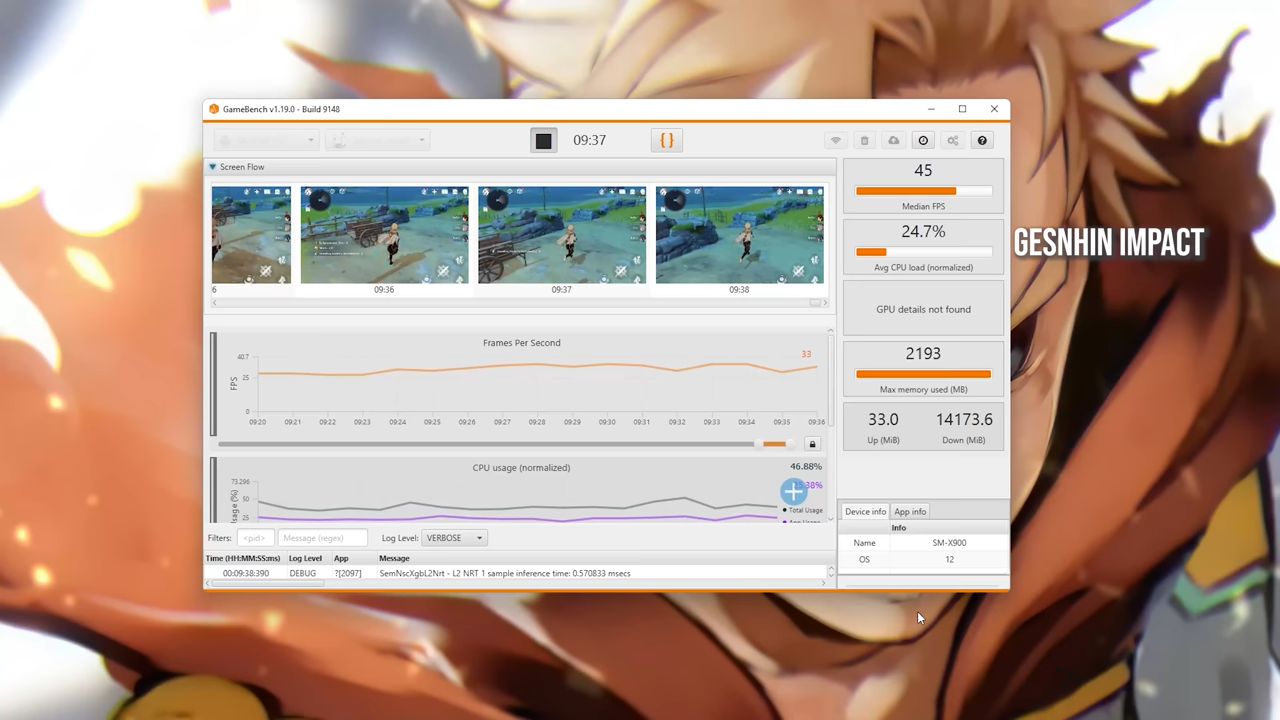 GameBench v1.19.0 - Build 9148
09:37
{ }
Screen Flow
6
09:36
09:37
09:38
Frames Per Second
33
40.7
25
0
FPS
09:20
09:21
09:22
09:23
09:24
09:25
09:26
09:27
09:28
09:29
09:30
09:31
09:32
09:33
09:34
09:35
09:36
CPU usage (normalized)
46.88%
73.296
50
25
Total Usage
Filters:
<pid>
Message (regex)
Log Level:
VERBOSE
Time (HH:MM:SS:ms)
Log Level
App
Message
00:09:38:390
DEBUG
?[2097]
SemNscXgbL2Nrt - L2 NRT 1 sample inference time: 0.570833 msecs
45
Median FPS
24.7%
Avg CPU load (normalized)
GPU details not found
2193
Max memory used (MB)
33.0
14173.6
Up (MiB)
Down (MiB)
Device info
App info
Info
Name
SM-X900
OS
12
GESNHIN IMPACT